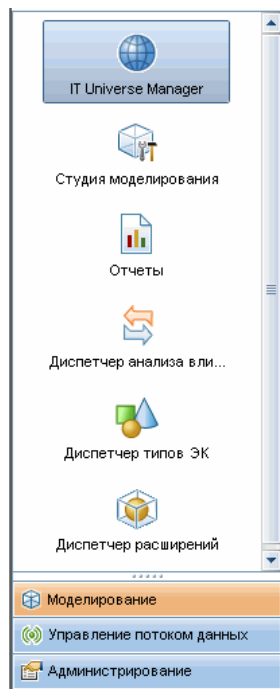 IT Universe Manager
Студия моделирования
Отчеты
Диспетчер анализа вли...
Диспетчер типов ЭК
Диспетчер расширений
Моделирование
Управление потоком данных
Администрирование